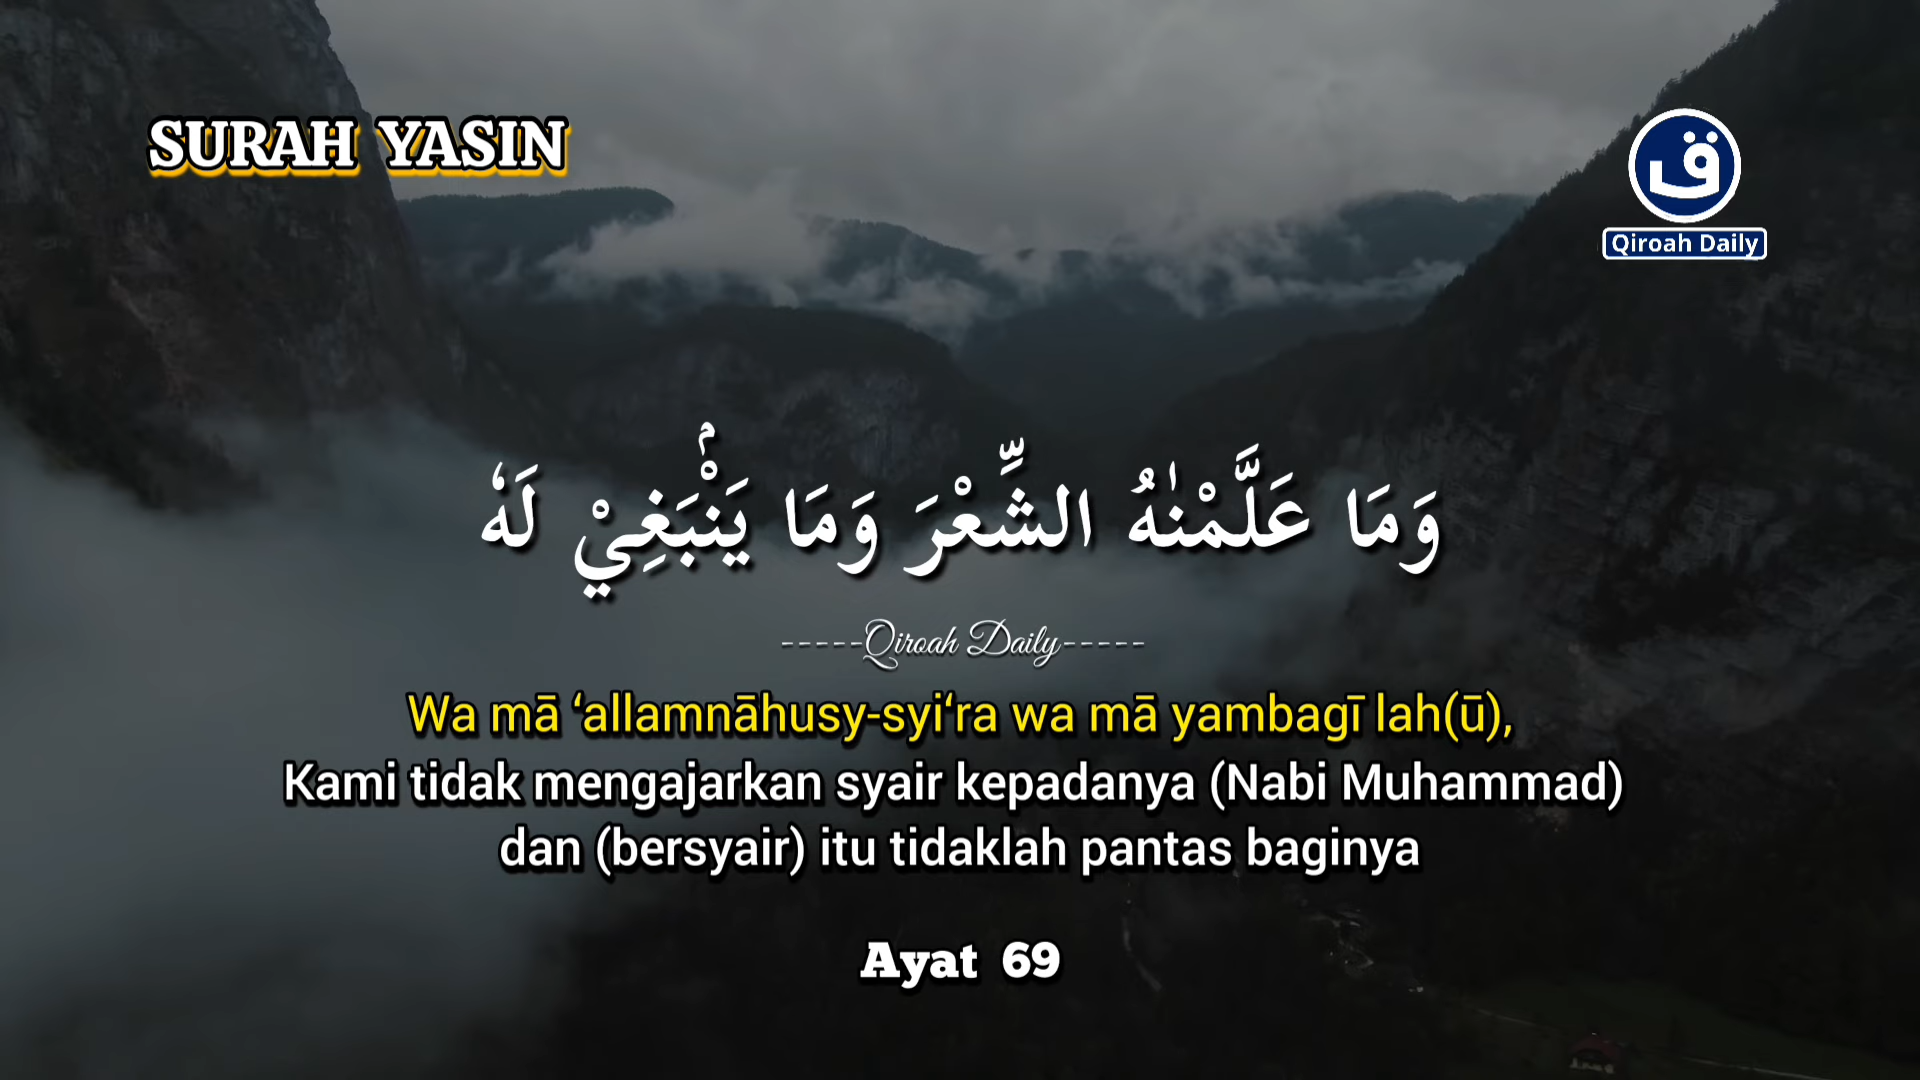 SURAH YASIN
ق
Qiroah Daily
وَمَا عَلَّمْنٰهُ الشِّعْرَ وَمَا يَنْۢبَغِيْ لَهٗ
-----Qiroah Daily-----
Wa mā ‘allamnāhusy-syi‘ra wa mā yambagī lah(ū),
Kami tidak mengajarkan syair kepadanya (Nabi Muhammad)
dan (bersyair) itu tidaklah pantas baginya
Ayat 69